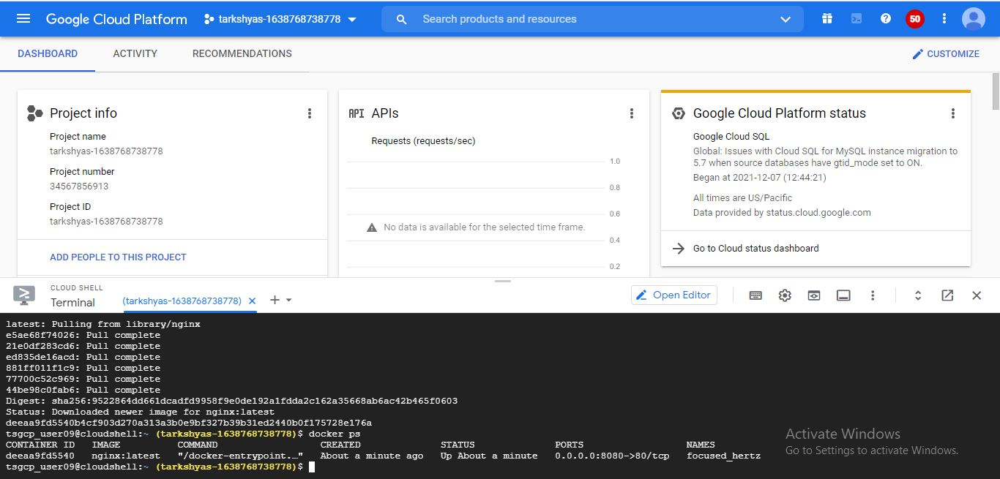 Google Cloud Platform
tarkshyas-1638768738778
Search products and resources
50
DASHBOARD
ACTIVITY
RECOMMENDATIONS
CUSTOMIZE
Project info
Project name
tarkshyas-1638768738778
Project number
34567856913
Project ID
tarkshyas-1638768738778
ADD PEOPLE TO THIS PROJECT
API APIs
Requests (requests/sec)
1.0
0.8
0.6
No data is available for the selected time frame.
0.4
0.2
Google Cloud Platform status
Google Cloud SQL
Global: Issues with Cloud SQL for MySQL instance migration to
5.7 when source databases have gtid_mode set to ON.
Began at 2021-12-07 (12:44:21)
All times are US/Pacific
Data provided by status.cloud.google.com
Go to Cloud status dashboard
CLOUD SHELL
Terminal
(tarkshyas-1638768738778)
Open Editor
latest: Pulling from library/nginx
e5ae68f74026: Pull complete
21e0df283cd6: Pull complete
ed835de16acd: Pull complete
881ff011f1c9: Pull complete
77700c52c969: Pull complete
44be98c0fab6: Pull complete
Digest: sha256:9522864dd661dcadfd9958f9e0de192a1fdda2c162a35668ab6ac42b465f0603
Status: Downloaded newer image for nginx:latest
deeaa9fd5540b4cf903d270a313a3b0e9bf327b39b31ed2440b0f175728e176a
tsgcp_user09@cloudshell:~ (tarkshyas-1638768738778)$ docker ps
CONTAINER ID IMAGE COMMAND CREATED STATUS PORTS NAMES
deeaa9fd5540 nginx:latest "/docker-entrypoint.…" About a minute ago Up About a minute 0.0.0.0:8080->80/tcp focused_hertz
tsgcp_user09@cloudshell:~ (tarkshyas-1638768738778)$
Activate Windows
Go to Settings to activate Windows.